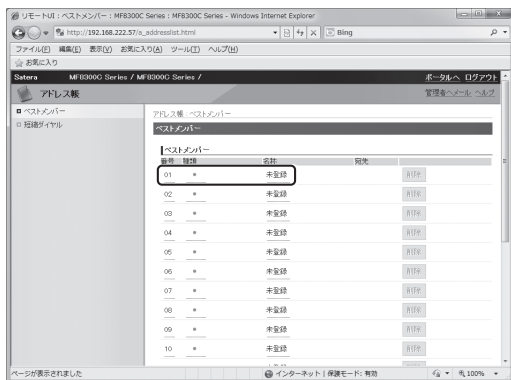 リモートUI : ベストメンバー : MF8300C Series : MF8300C Series - Windows Internet Explorer
http://192.168.222.57/a_addresslist.html
Bing
ファイル(F) 編集(E) 表示(V) お気に入り(A) ツール(T) ヘルプ(H)
お気に入り
Satera MF8300C Series / MF8300C Series / ポータルへ ログアウト
アドレス帳 管理者へメール ヘルプ
ベストメンバー
短縮ダイヤル
アドレス帳 : ベストメンバー
ベストメンバー
ベストメンバー
番号 種類 名称 宛先
01 未登録 削除
02 未登録 削除
03 未登録 削除
04 未登録 削除
05 未登録 削除
06 未登録 削除
07 未登録 削除
08 未登録 削除
09 未登録 削除
10 未登録 削除
ページが表示されました インターネット | 保護モード: 有効 100%